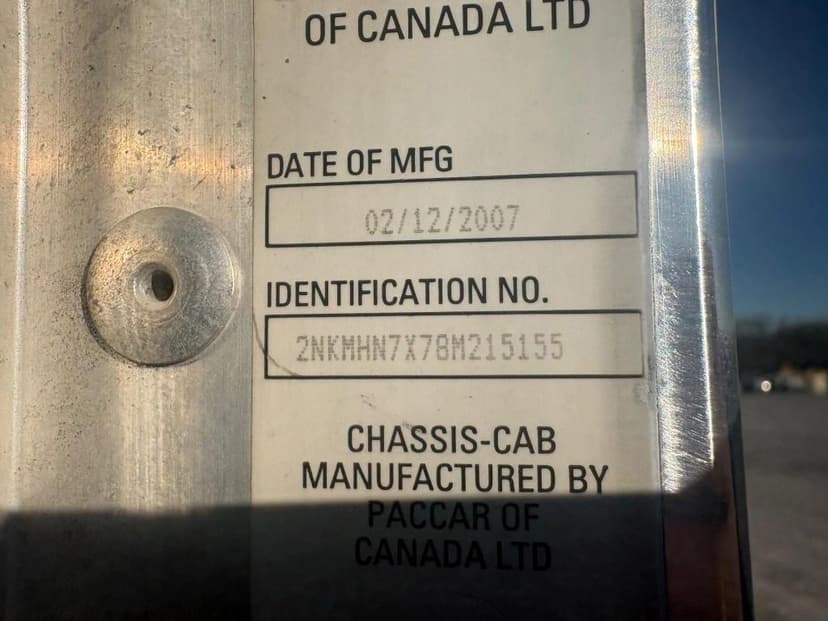 OF CANADA LTD
DATE OF MFG
02/12/2007
IDENTIFICATION NO.
2NKMHN7X78M215155
CHASSIS-CAB
MANUFACTURED BY
PACCAR OF
CANADA LTD